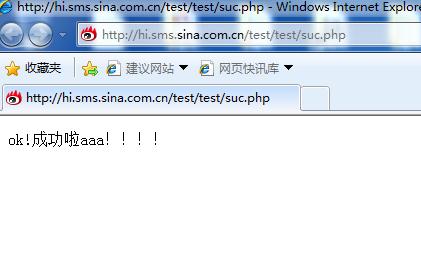 http://hi.sms.sina.com.cn/test/test/suc.php - Windows Internet Explore
http://hi.sms.sina.com.cn/test/test/suc.php
收藏夹 建议网站 网页快讯库
http://hi.sms.sina.com.cn/test/test/suc.php
ok!成功啦aaa！！！！